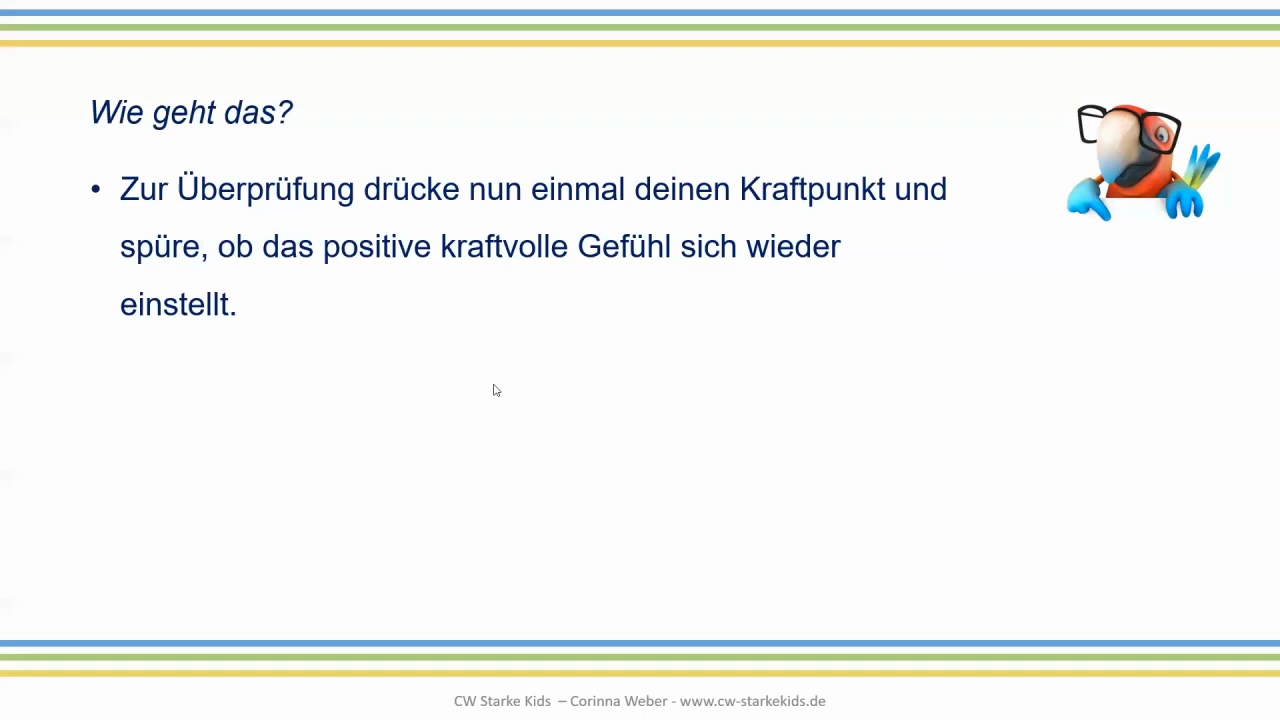 Wie geht das?
• Zur Überprüfung drücke nun einmal deinen Kraftpunkt und
spüre, ob das positive kraftvolle Gefühl sich wieder
einstellt.
CW Starke Kids – Corinna Weber - www.cw-starkekids.de